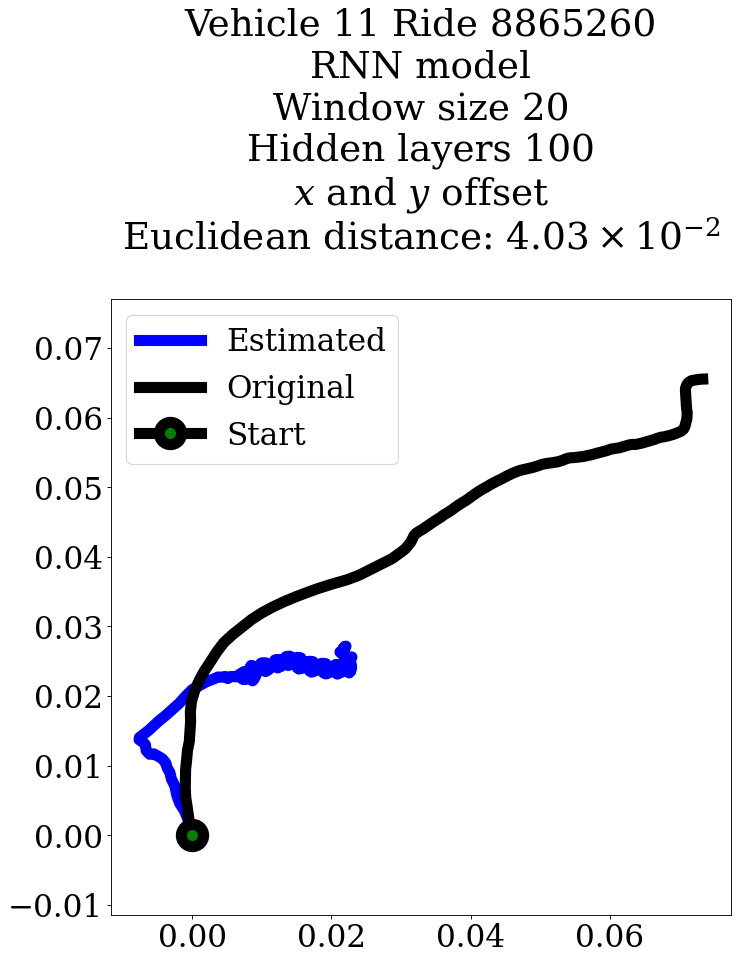 Vehicle 11 Ride 8865260
RNN model
Window size 20
Hidden layers 100
x and y offset
Euclidean distance: 4.03 × 10⁻²
Estimated
Original
Start
0.07
0.06
0.05
0.04
0.03
0.02
0.01
0.00
−0.01
0.00 0.02 0.04 0.06